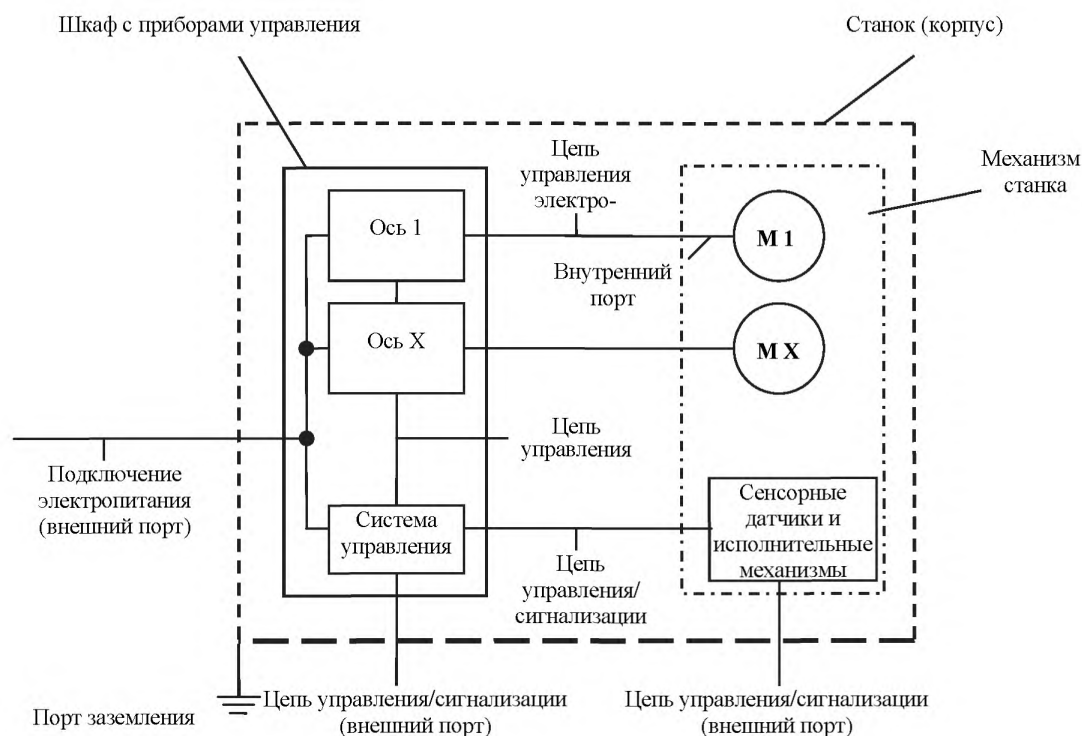 Шкаф с приборами управления
Станок (корпус)
Цепь
управления
электро-
Механизм
станка
Ось 1
М 1
Внутренний
порт
Ось X
М X
Цепь
управления
Подключение
электропитания
(внешний порт)
Система
управления
Сенсорные
датчики и
исполнительные
механизмы
Цепь
управления/
сигнализации
Порт заземления
Цепь управления/сигнализации
(внешний порт)
Цепь управления/сигнализации
(внешний порт)